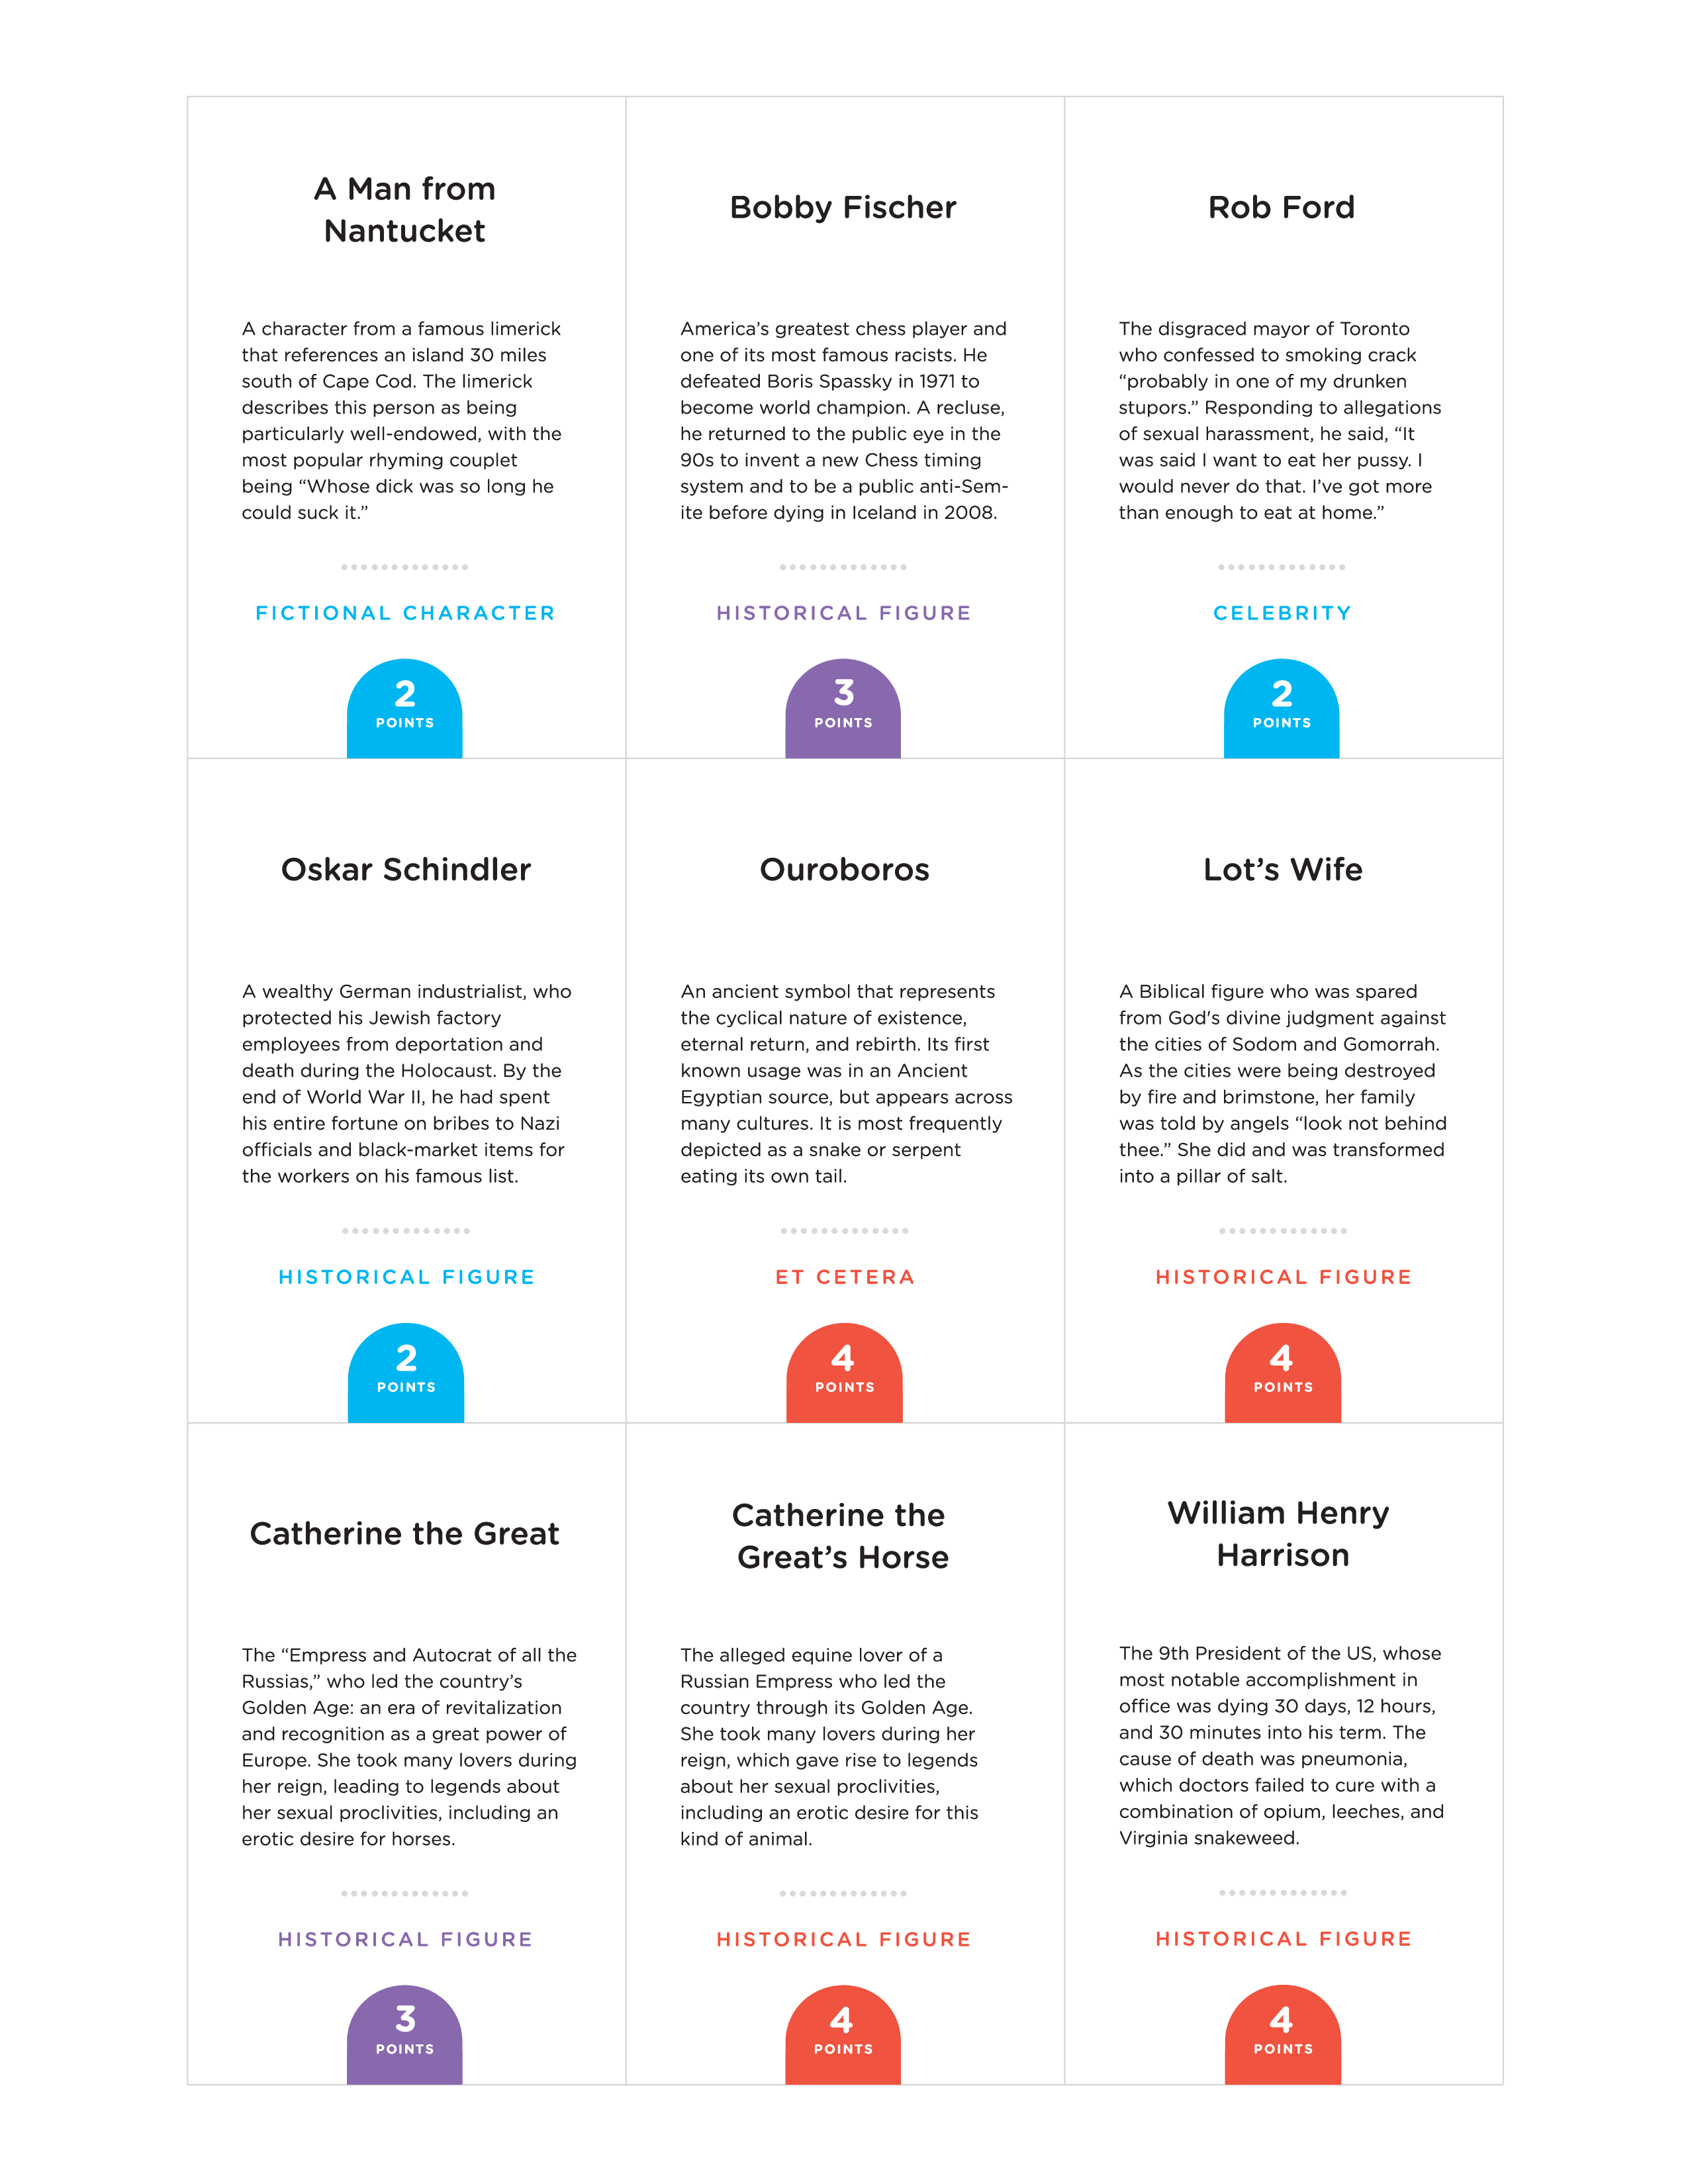 A Man from
Nantucket
A character from a famous limerick
that references an island 30 miles
south of Cape Cod. The limerick
describes this person as being
particularly well-endowed, with the
most popular rhyming couplet
being “Whose dick was so long he
could suck it.”
FICTIONAL CHARACTER
2
POINTS
Bobby Fischer
America’s greatest chess player and
one of its most famous racists. He
defeated Boris Spassky in 1971 to
become world champion. A recluse,
he returned to the public eye in the
90s to invent a new Chess timing
system and to be a public anti-Sem-
ite before dying in Iceland in 2008.
HISTORICAL FIGURE
3
POINTS
Rob Ford
The disgraced mayor of Toronto
who confessed to smoking crack
“probably in one of my drunken
stupors.” Responding to allegations
of sexual harassment, he said, “It
was said I want to eat her pussy. I
would never do that. I’ve got more
than enough to eat at home.”
CELEBRITY
2
POINTS
Oskar Schindler
A wealthy German industrialist, who
protected his Jewish factory
employees from deportation and
death during the Holocaust. By the
end of World War II, he had spent
his entire fortune on bribes to Nazi
officials and black-market items for
the workers on his famous list.
HISTORICAL FIGURE
2
POINTS
Ouroboros
An ancient symbol that represents
the cyclical nature of existence,
eternal return, and rebirth. Its first
known usage was in an Ancient
Egyptian source, but appears across
many cultures. It is most frequently
depicted as a snake or serpent
eating its own tail.
ET CETERA
4
POINTS
Lot’s Wife
A Biblical figure who was spared
from God's divine judgment against
the cities of Sodom and Gomorrah.
As the cities were being destroyed
by fire and brimstone, her family
was told by angels “look not behind
thee.” She did and was transformed
into a pillar of salt.
HISTORICAL FIGURE
4
POINTS
Catherine the Great
The “Empress and Autocrat of all the
Russias,” who led the country’s
Golden Age: an era of revitalization
and recognition as a great power of
Europe. She took many lovers during
her reign, leading to legends about
her sexual proclivities, including an
erotic desire for horses.
HISTORICAL FIGURE
3
POINTS
Catherine the
Great’s Horse
The alleged equine lover of a
Russian Empress who led the
country through its Golden Age.
She took many lovers during her
reign, which gave rise to legends
about her sexual proclivities,
including an erotic desire for this
kind of animal.
HISTORICAL FIGURE
4
POINTS
William Henry
Harrison
The 9th President of the US, whose
most notable accomplishment in
office was dying 30 days, 12 hours,
and 30 minutes into his term. The
cause of death was pneumonia,
which doctors failed to cure with a
combination of opium, leeches, and
Virginia snakeweed.
HISTORICAL FIGURE
4
POINTS